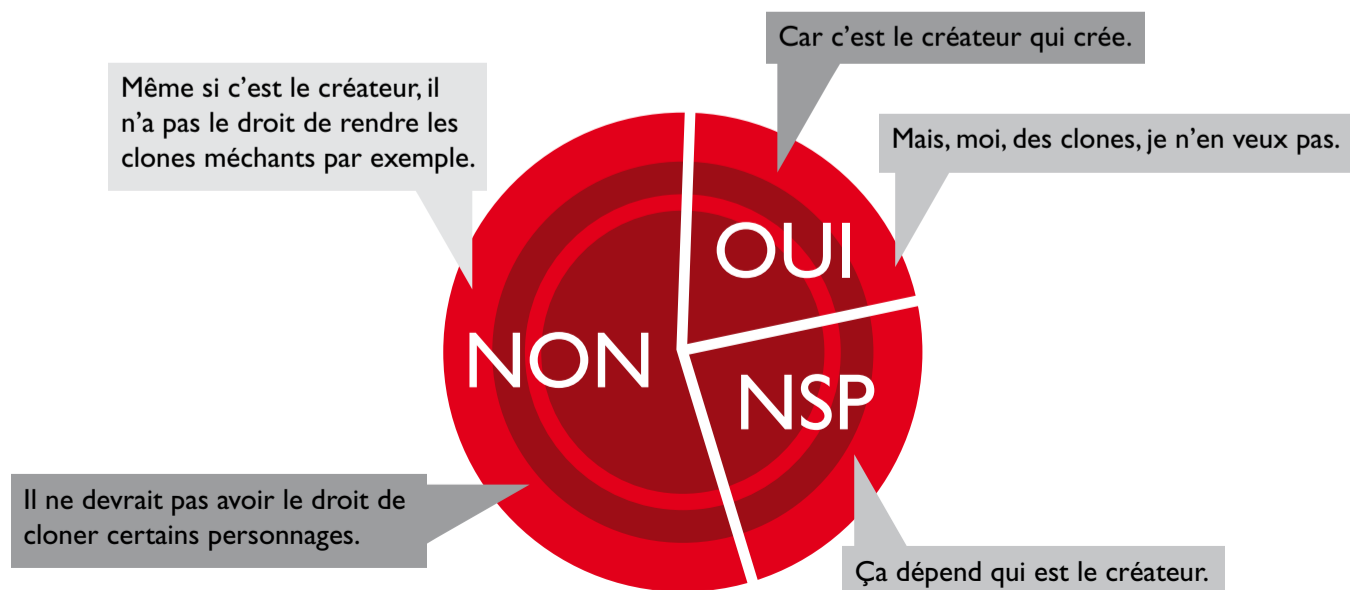 Car c’est le créateur qui crée.
Même si c’est le créateur, il
n’a pas le droit de rendre les
clones méchants par exemple.
Mais, moi, des clones, je n’en veux pas.
OUI
NON
NSP
Il ne devrait pas avoir le droit de
cloner certains personnages.
Ça dépend qui est le créateur.